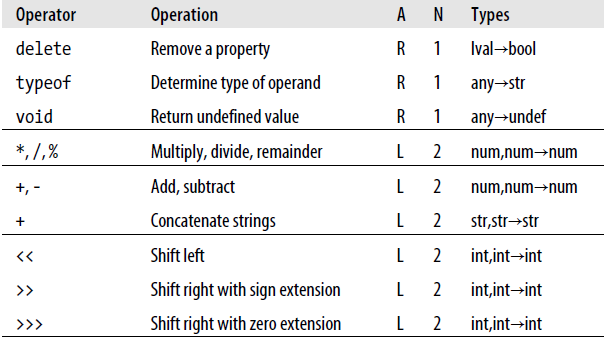 Operator Operation A N Types
delete Remove a property R 1 lval→bool
typeof Determine type of operand R 1 any→str
void Return undefined value R 1 any→undef
*, /, % Multiply, divide, remainder L 2 num,num→num
+, - Add, subtract L 2 num,num→num
+ Concatenate strings L 2 str,str→str
<< Shift left L 2 int,int→int
>> Shift right with sign extension L 2 int,int→int
>>> Shift right with zero extension L 2 int,int→int